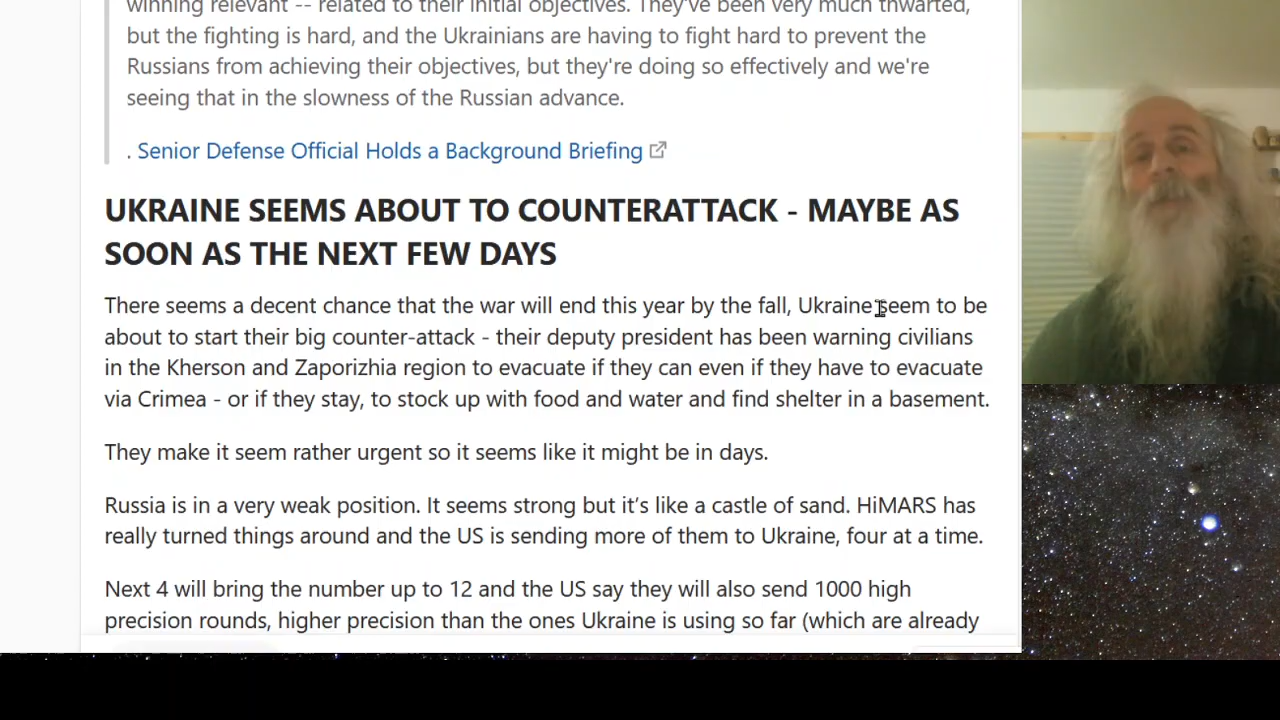 winning relevant -- related to their initial objectives. They've been very much thwarted,
but the fighting is hard, and the Ukrainians are having to fight hard to prevent the
Russians from achieving their objectives, but they're doing so effectively and we're
seeing that in the slowness of the Russian advance.
. Senior Defense Official Holds a Background Briefing
UKRAINE SEEMS ABOUT TO COUNTERATTACK - MAYBE AS
SOON AS THE NEXT FEW DAYS
There seems a decent chance that the war will end this year by the fall, Ukraine seem to be
about to start their big counter-attack - their deputy president has been warning civilians
in the Kherson and Zaporizhia region to evacuate if they can even if they have to evacuate
via Crimea - or if they stay, to stock up with food and water and find shelter in a basement.
They make it seem rather urgent so it seems like it might be in days.
Russia is in a very weak position. It seems strong but it’s like a castle of sand. HiMARS has
really turned things around and the US is sending more of them to Ukraine, four at a time.
Next 4 will bring the number up to 12 and the US say they will also send 1000 high
precision rounds, higher precision than the ones Ukraine is using so far (which are already